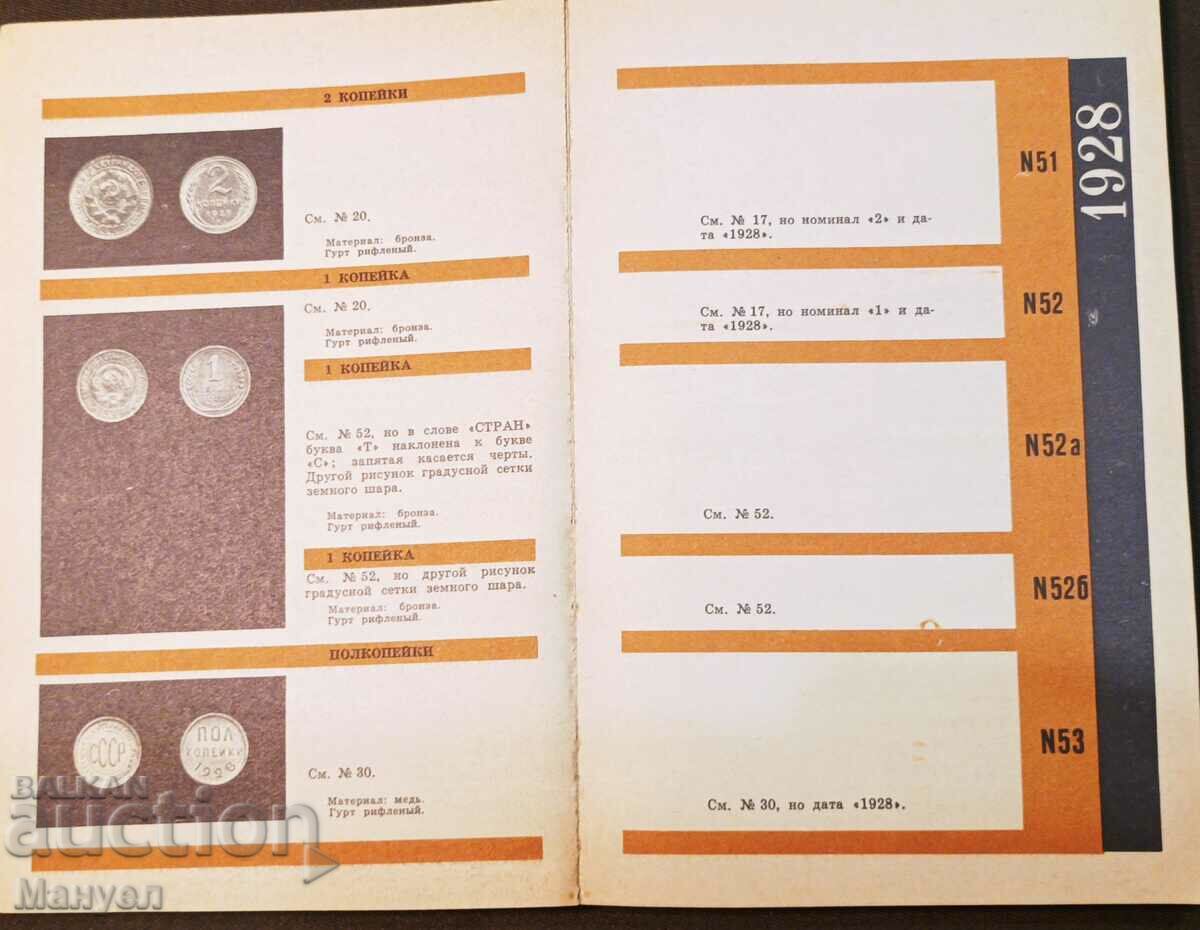 2 КОПЕЙКИ
2
КОПЕЙКИ
См. № 20.
Материал: бронза.
Гурт рифленый.
1 КОПЕЙКА
См. № 20.
Материал: бронза.
Гурт рифленый.
1 КОПЕЙКА
1
См. № 52, но в слове «СТРАН»
буква «Т» наклонена к букве
«С»; запятая касается черты.
Другой рисунок градусной сетки
земного шара.
Материал: бронза.
Гурт рифленый.
1 КОПЕЙКА
См. № 52, но другой рисунок
градусной сетки земного шара.
Материал: бронза.
Гурт рифленый.
ПОЛКОПЕЙКИ
СССР
ПОЛ
КОПЕЙКИ
1928
См. № 30.
Материал: медь.
Гурт рифленый.
1928
N51
См. № 17, но номинал «2» и да-
та «1928».
N52
См. № 17, но номинал «1» и да-
та «1928».
N52а
См. № 52.
N52б
См. № 52.
N53
См. № 30, но дата «1928».
BALKAN
auction
Мануел